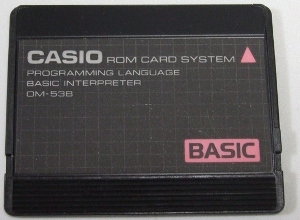 CASIO ROM CARD SYSTEM
PROGRAMMING LANGUAGE
BASIC INTERPRETER
OM-53B
BASIC